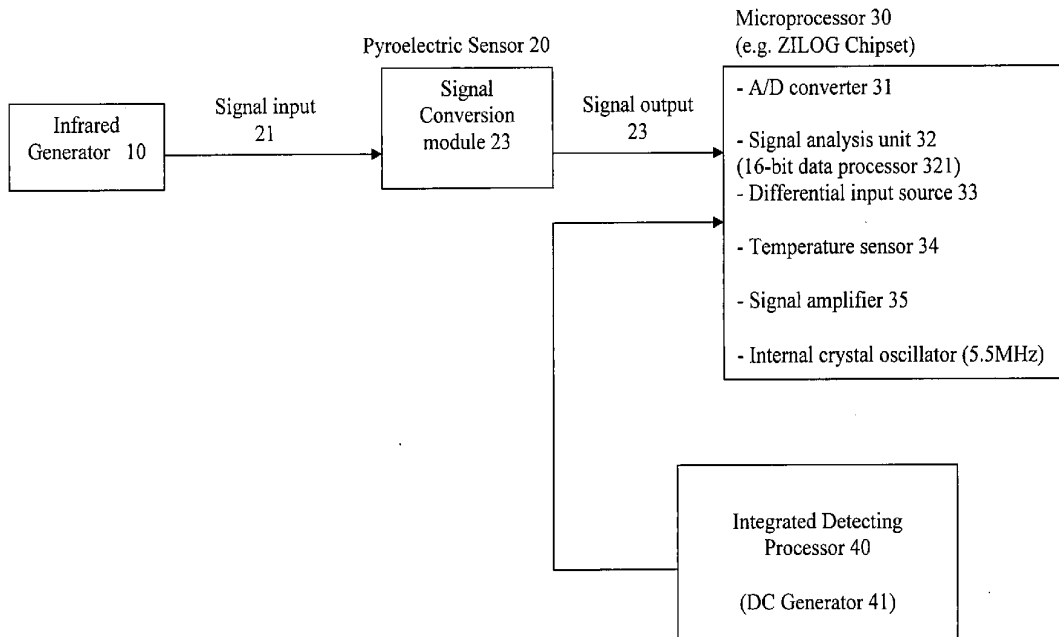 Microprocessor 30
(e.g. ZILOG Chipset)
Pyroelectric Sensor 20
Infrared
Generator 10
Signal input
21
Signal
Conversion
module 23
Signal output
23
- A/D converter 31
- Signal analysis unit 32
(16-bit data processor 321)
- Differential input source 33
- Temperature sensor 34
- Signal amplifier 35
- Internal crystal oscillator (5.5MHz)
Integrated Detecting
Processor 40
(DC Generator 41)